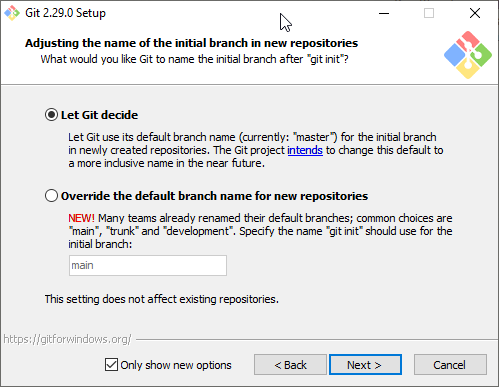 Git 2.29.0 Setup
Adjusting the name of the initial branch in new repositories
What would you like Git to name the initial branch after "git init"?
Let Git decide
Let Git use its default branch name (currently: "master") for the initial branch
in newly created repositories. The Git project intends to change this default to
a more inclusive name in the near future.
Override the default branch name for new repositories
NEW! Many teams already renamed their default branches; common choices are
"main", "trunk" and "development". Specify the name "git init" should use for the
initial branch:
main
This setting does not affect existing repositories.
https://gitforwindows.org/
Only show new options
< Back
Next >
Cancel